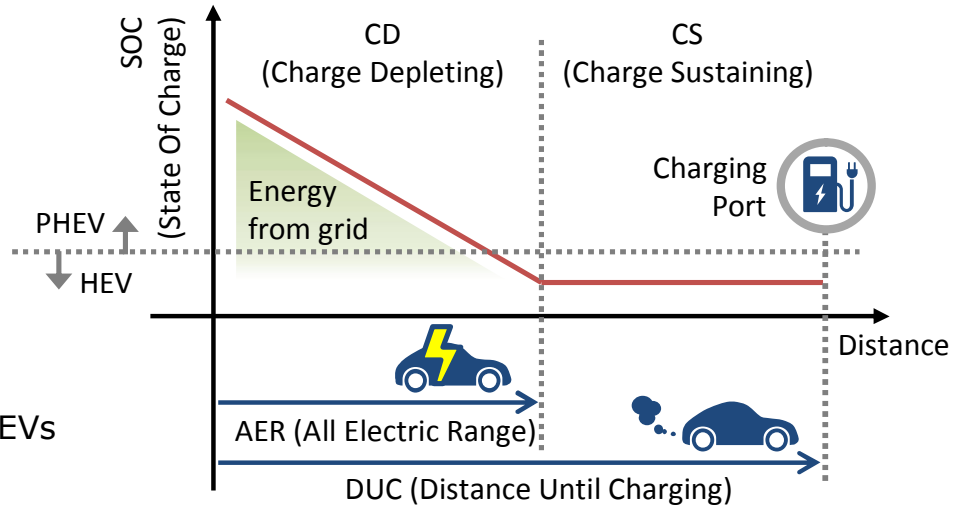 SOC
(State Of Charge)
CD
(Charge Depleting)
CS
(Charge Sustaining)
Charging
Port
Energy
from grid
PHEV
HEV
Distance
EVs
AER (All Electric Range)
DUC (Distance Until Charging)